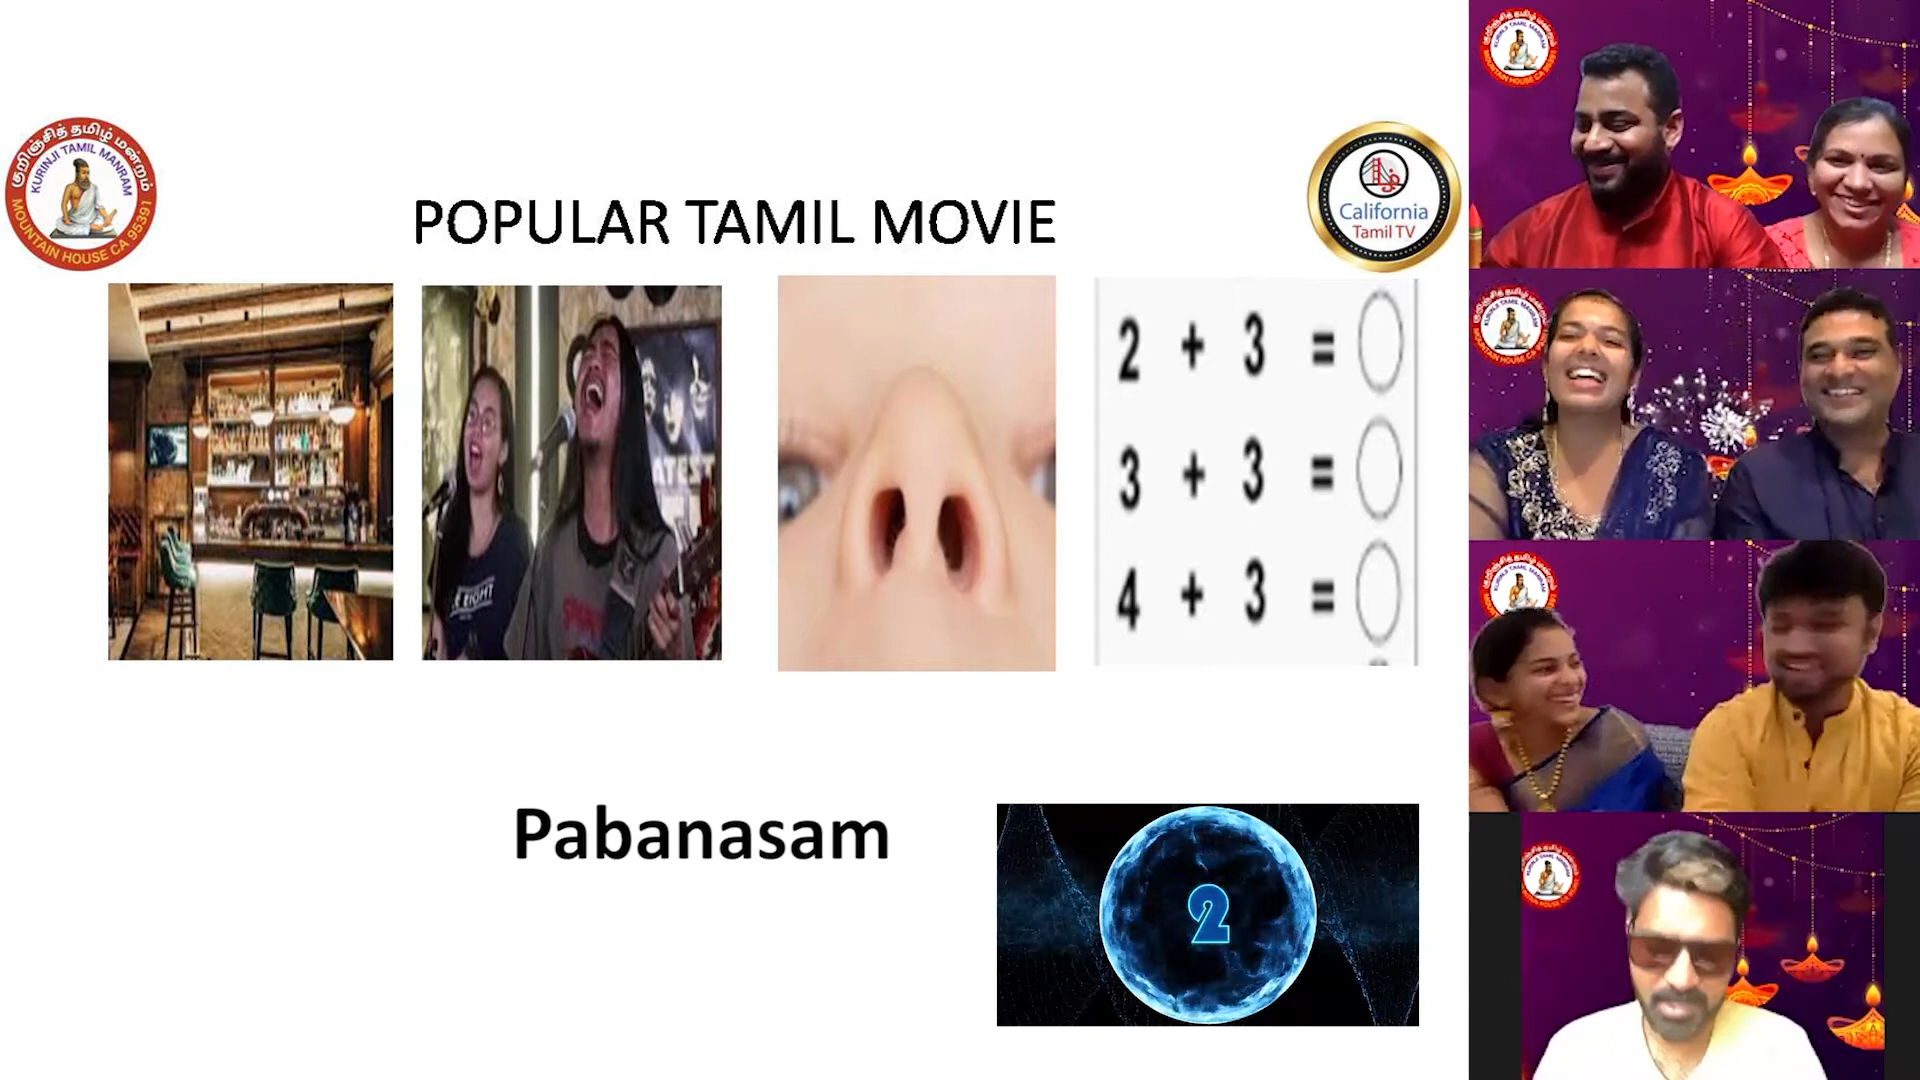 குறிஞ்சித் தமிழ் மன்றம்
KURINJI TAMIL MANRAM
MOUNTAIN HOUSE CA 95391
POPULAR TAMIL MOVIE
California
Tamil TV
2 + 3 =
3 + 3 =
4 + 3 =
Pabanasam
2